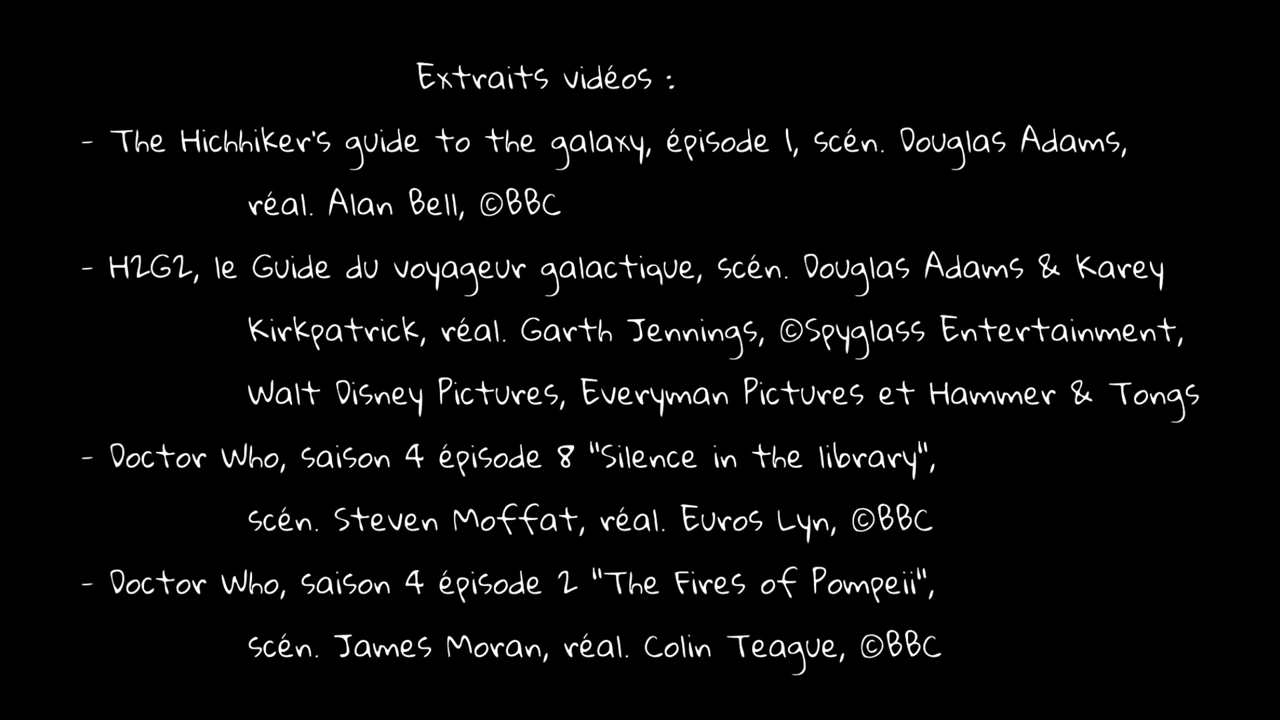 Extraits vidéos :
- The Hichhiker's guide to the galaxy, épisode 1, scén. Douglas Adams,
réal. Alan Bell, ©BBC
- H2G2, le Guide du voyageur galactique, scén. Douglas Adams & Karey
Kirkpatrick, réal. Garth Jennings, ©Spyglass Entertainment,
Walt Disney Pictures, Everyman Pictures et Hammer & Tongs
- Doctor Who, saison 4 épisode 8 "Silence in the library",
scén. Steven Moffat, réal. Euros Lyn, ©BBC
- Doctor Who, saison 4 épisode 2 "The Fires of Pompeii",
scén. James Moran, réal. Colin Teague, ©BBC